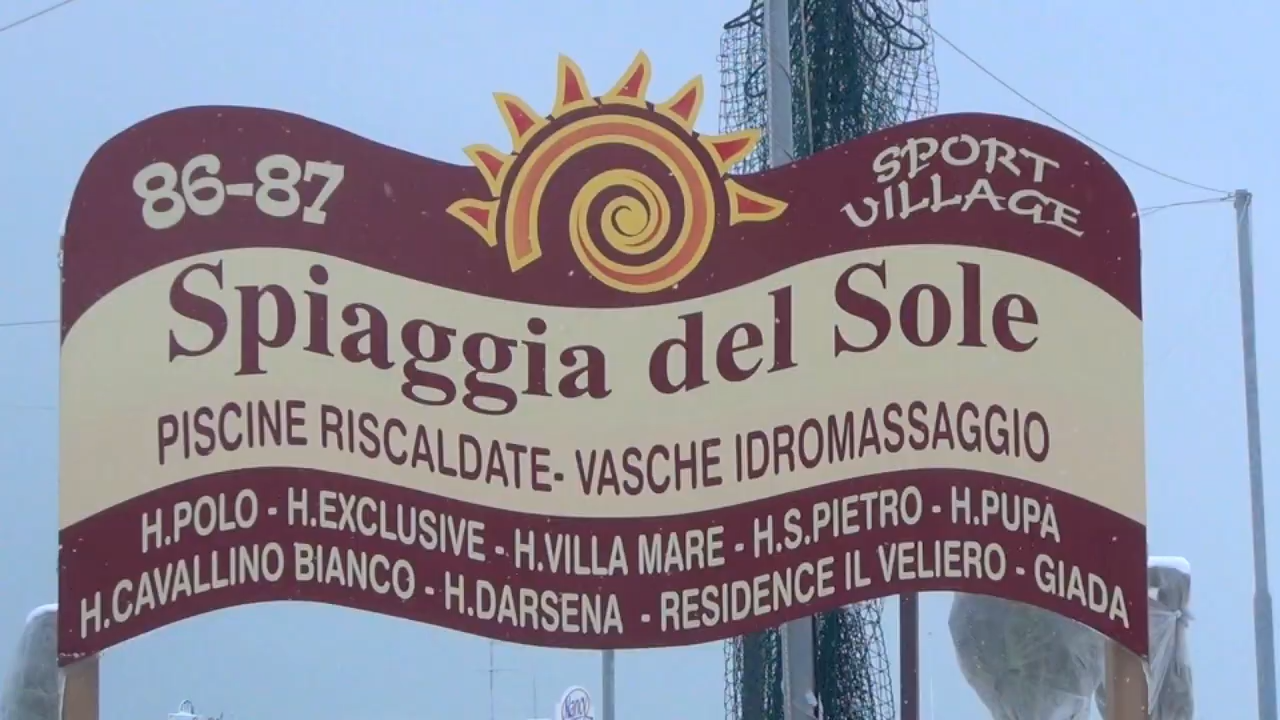 86-87
SPORT
VILLAGE
Spiaggia del Sole
PISCINE RISCALDATE- VASCHE IDROMASSAGGIO
H.POLO - H.EXCLUSIVE - H.VILLA MARE - H.S.PIETRO - H.PUPA
H.CAVALLINO BIANCO - H.DARSENA - RESIDENCE IL VELIERO - GIADA